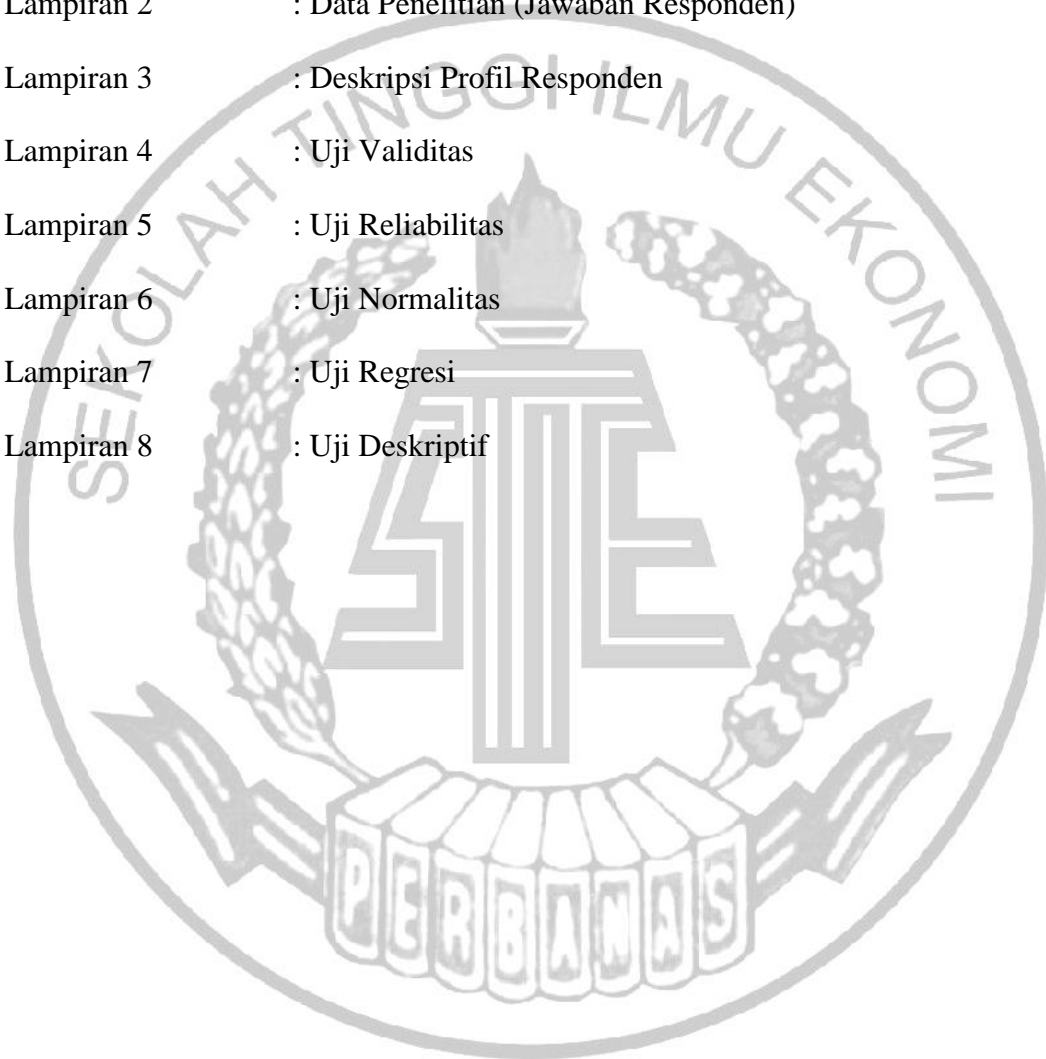 Lampiran 2 : Data Penelitian (Jawaban Responden)
Lampiran 3 : Deskripsi Profil Responden
Lampiran 4 : Uji Validitas
Lampiran 5 : Uji Reliabilitas
Lampiran 6 : Uji Normalitas
Lampiran 7 : Uji Regresi
Lampiran 8 : Uji Deskriptif
SEKOLAH TINGGI ILMU EKONOMI
STIE
PERBANAS